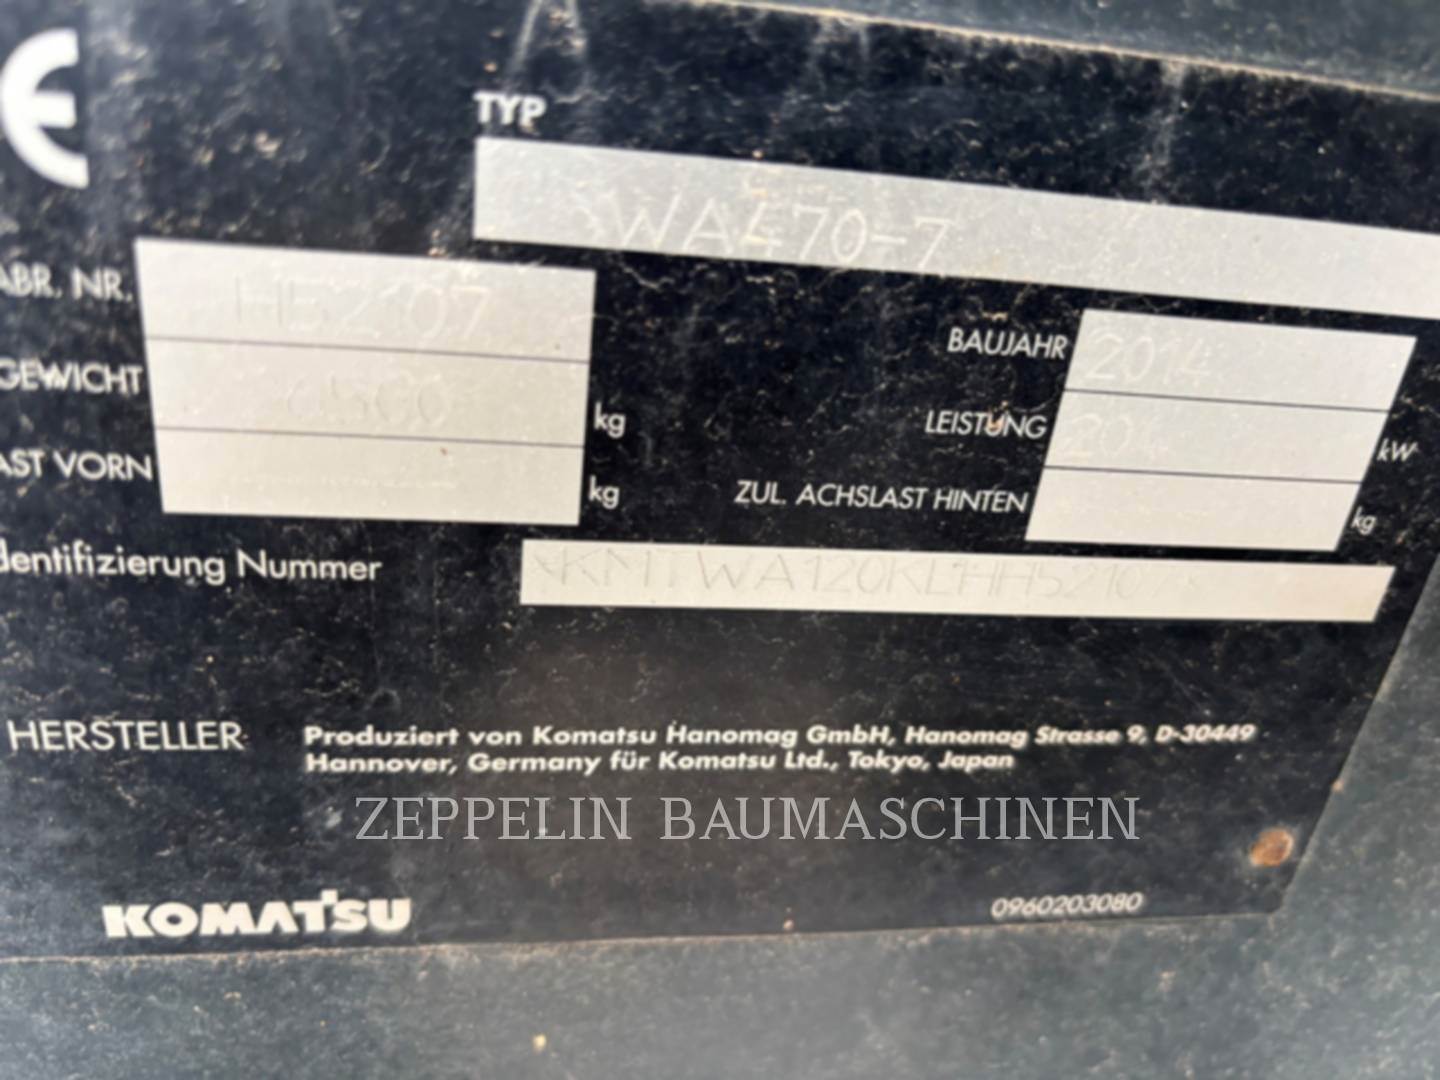 CE
TYP
WA470-7
ABR. NR. H52107
BAUJAHR 2014
GEWICHT kg
LEISTUNG kW
AST VORN kg
ZUL. ACHSLAST HINTEN kg
dentifizierung Nummer
HERSTELLER Produziert von Komatsu Hanomag GmbH, Hanomag Strasse 9, D-30449
Hannover, Germany für Komatsu Ltd., Tokyo, Japan
ZEPPELIN BAUMASCHINEN
KOMATSU
0960203080